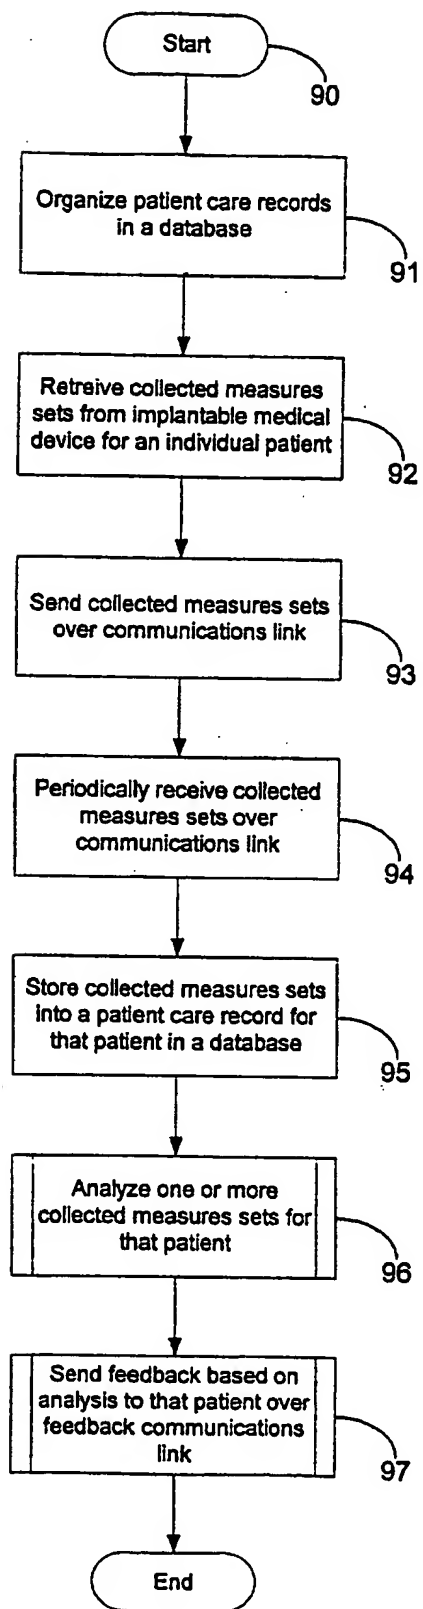 Start
90
Organize patient care records
in a database
91
Retreive collected measures
sets from implantable medical
device for an individual patient
92
Send collected measures sets
over communications link
93
Periodically receive collected
measures sets over
communications link
94
Store collected measures sets
into a patient care record for
that patient in a database
95
Analyze one or more
collected measures sets for
that patient
96
Send feedback based on
analysis to that patient over
feedback communications
link
97
End